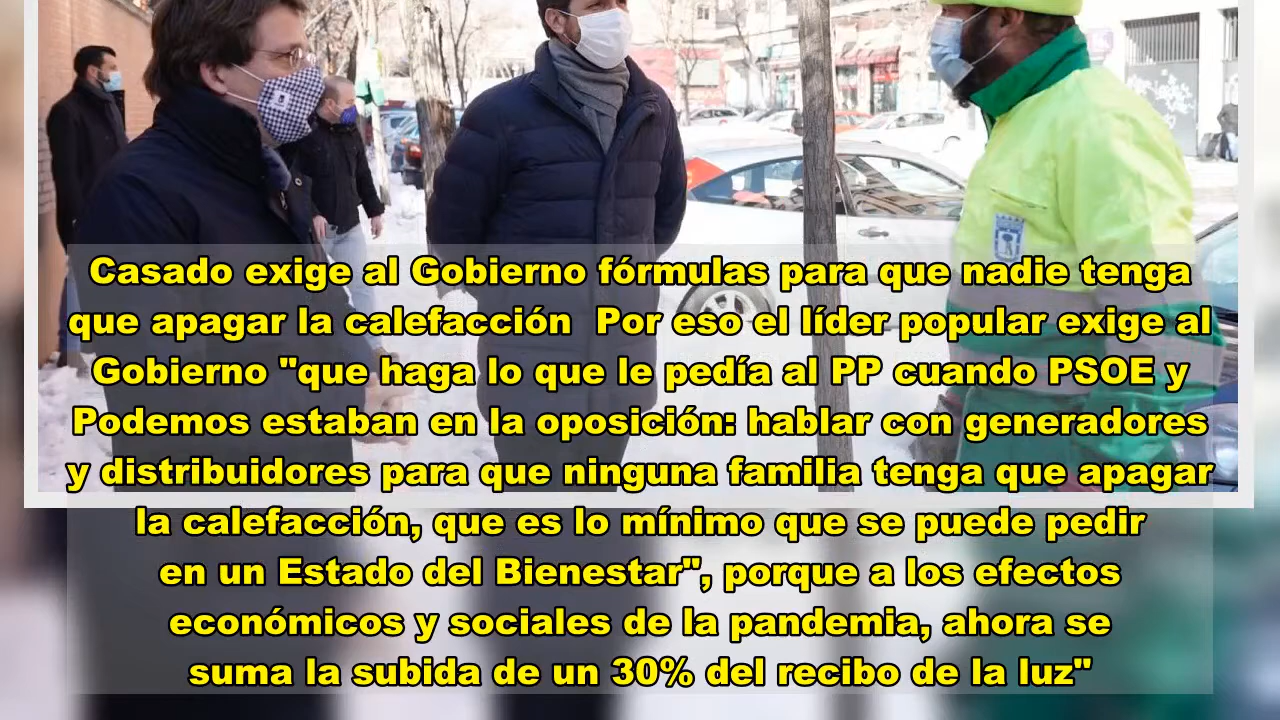 Casado exige al Gobierno fórmulas para que nadie tenga
que apagar la calefacción  Por eso el líder popular exige al
Gobierno "que haga lo que le pedía al PP cuando PSOE y
Podemos estaban en la oposición: hablar con generadores
y distribuidores para que ninguna familia tenga que apagar
la calefacción, que es lo mínimo que se puede pedir
en un Estado del Bienestar", porque a los efectos
económicos y sociales de la pandemia, ahora se
suma la subida de un 30% del recibo de la luz"